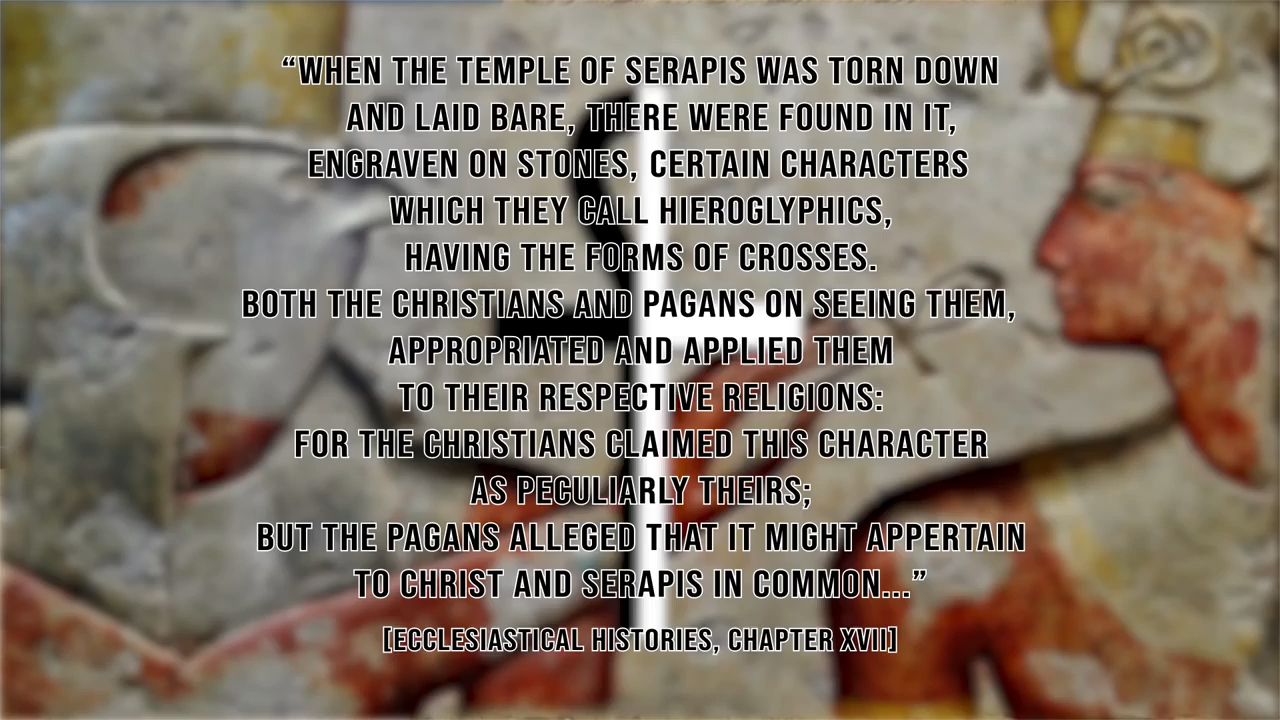 “WHEN THE TEMPLE OF SERAPIS WAS TORN DOWN
AND LAID BARE, THERE WERE FOUND IN IT,
ENGRAVEN ON STONES, CERTAIN CHARACTERS
WHICH THEY CALL HIEROGLYPHICS,
HAVING THE FORMS OF CROSSES.
BOTH THE CHRISTIANS AND PAGANS ON SEEING THEM,
APPROPRIATED AND APPLIED THEM
TO THEIR RESPECTIVE RELIGIONS:
FOR THE CHRISTIANS CLAIMED THIS CHARACTER
AS PECULIARLY THEIRS;
BUT THE PAGANS ALLEGED THAT IT MIGHT APPERTAIN
TO CHRIST AND SERAPIS IN COMMON...”
[ECCLESIASTICAL HISTORIES, CHAPTER XVII]